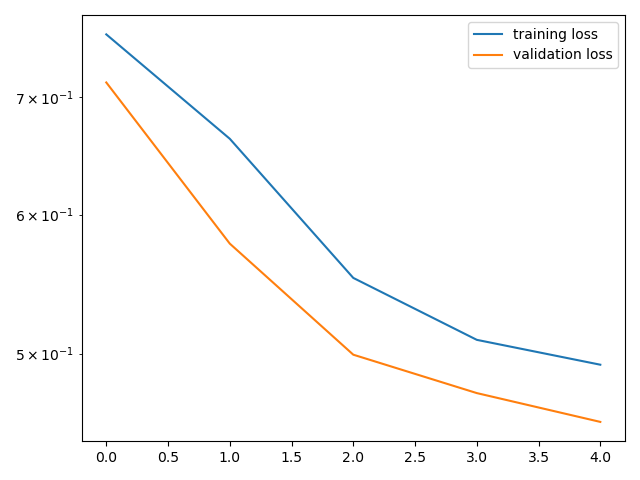 training loss
validation loss
7 × 10⁻¹
6 × 10⁻¹
5 × 10⁻¹
0.0 0.5 1.0 1.5 2.0 2.5 3.0 3.5 4.0